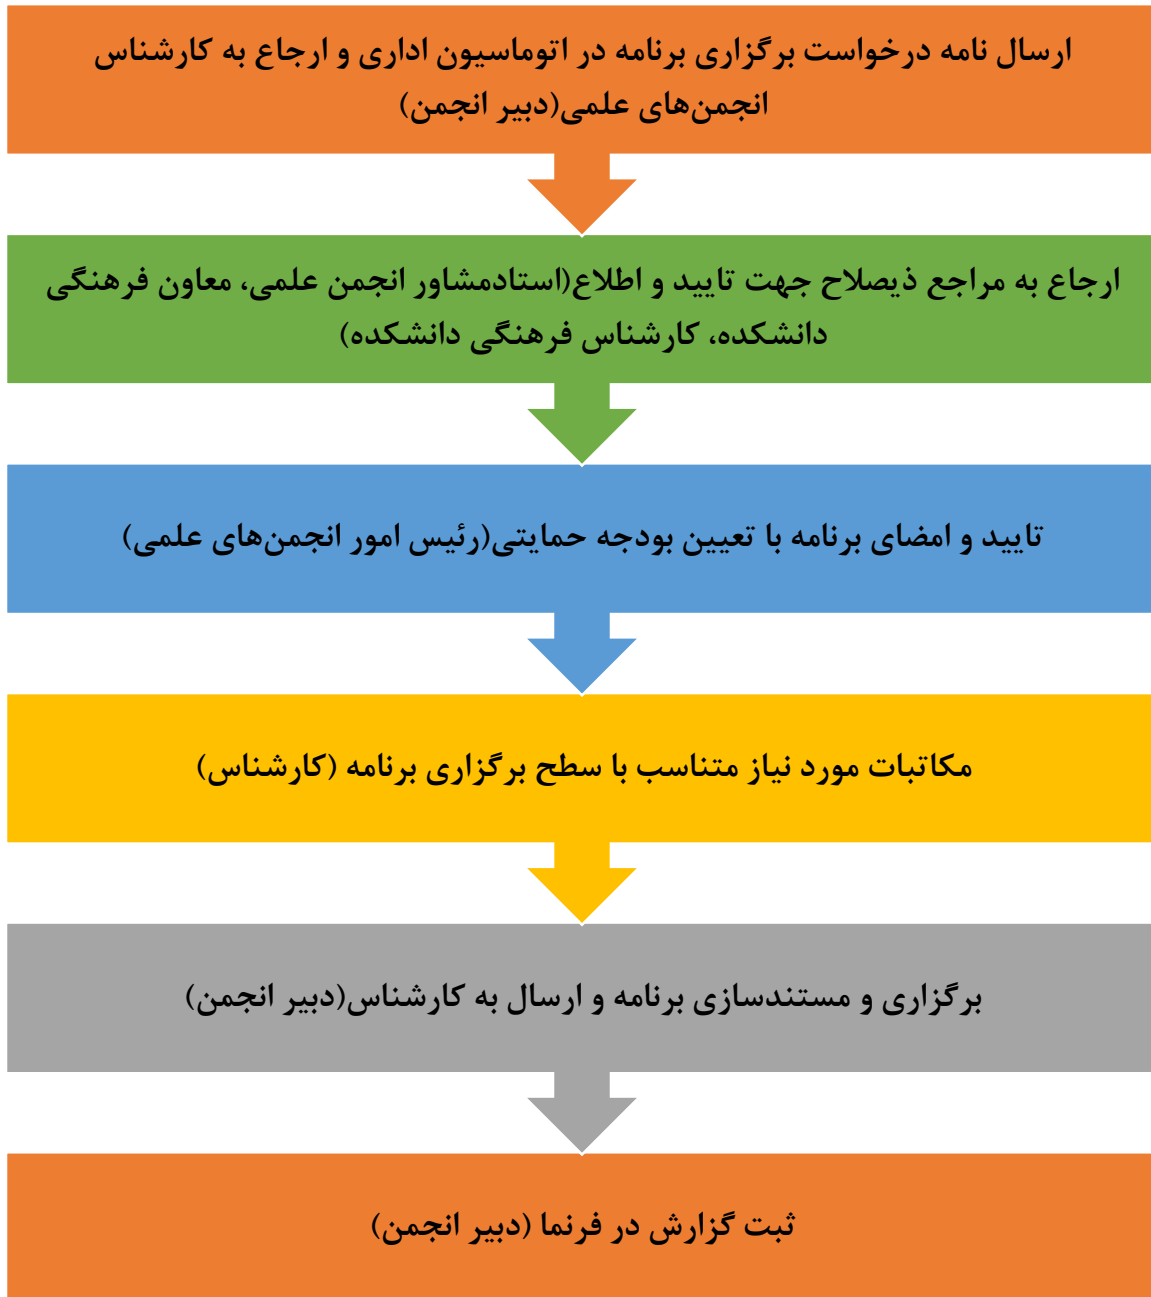 ارسال نامه درخواست برگزاری برنامه در اتوماسیون اداری و ارجاع به کارشناس
انجمن‌های علمی(دبیر انجمن)
ارجاع به مراجع ذیصلاح جهت تایید و اطلاع(استادمشاور انجمن علمی، معاون فرهنگی
دانشکده، کارشناس فرهنگی دانشکده)
تایید و امضای برنامه با تعیین بودجه حمایتی(رئیس امور انجمن‌های علمی)
مکاتبات مورد نیاز متناسب با سطح برگزاری برنامه (کارشناس)
برگزاری و مستندسازی برنامه و ارسال به کارشناس(دبیر انجمن)
ثبت گزارش در فرنما (دبیر انجمن)